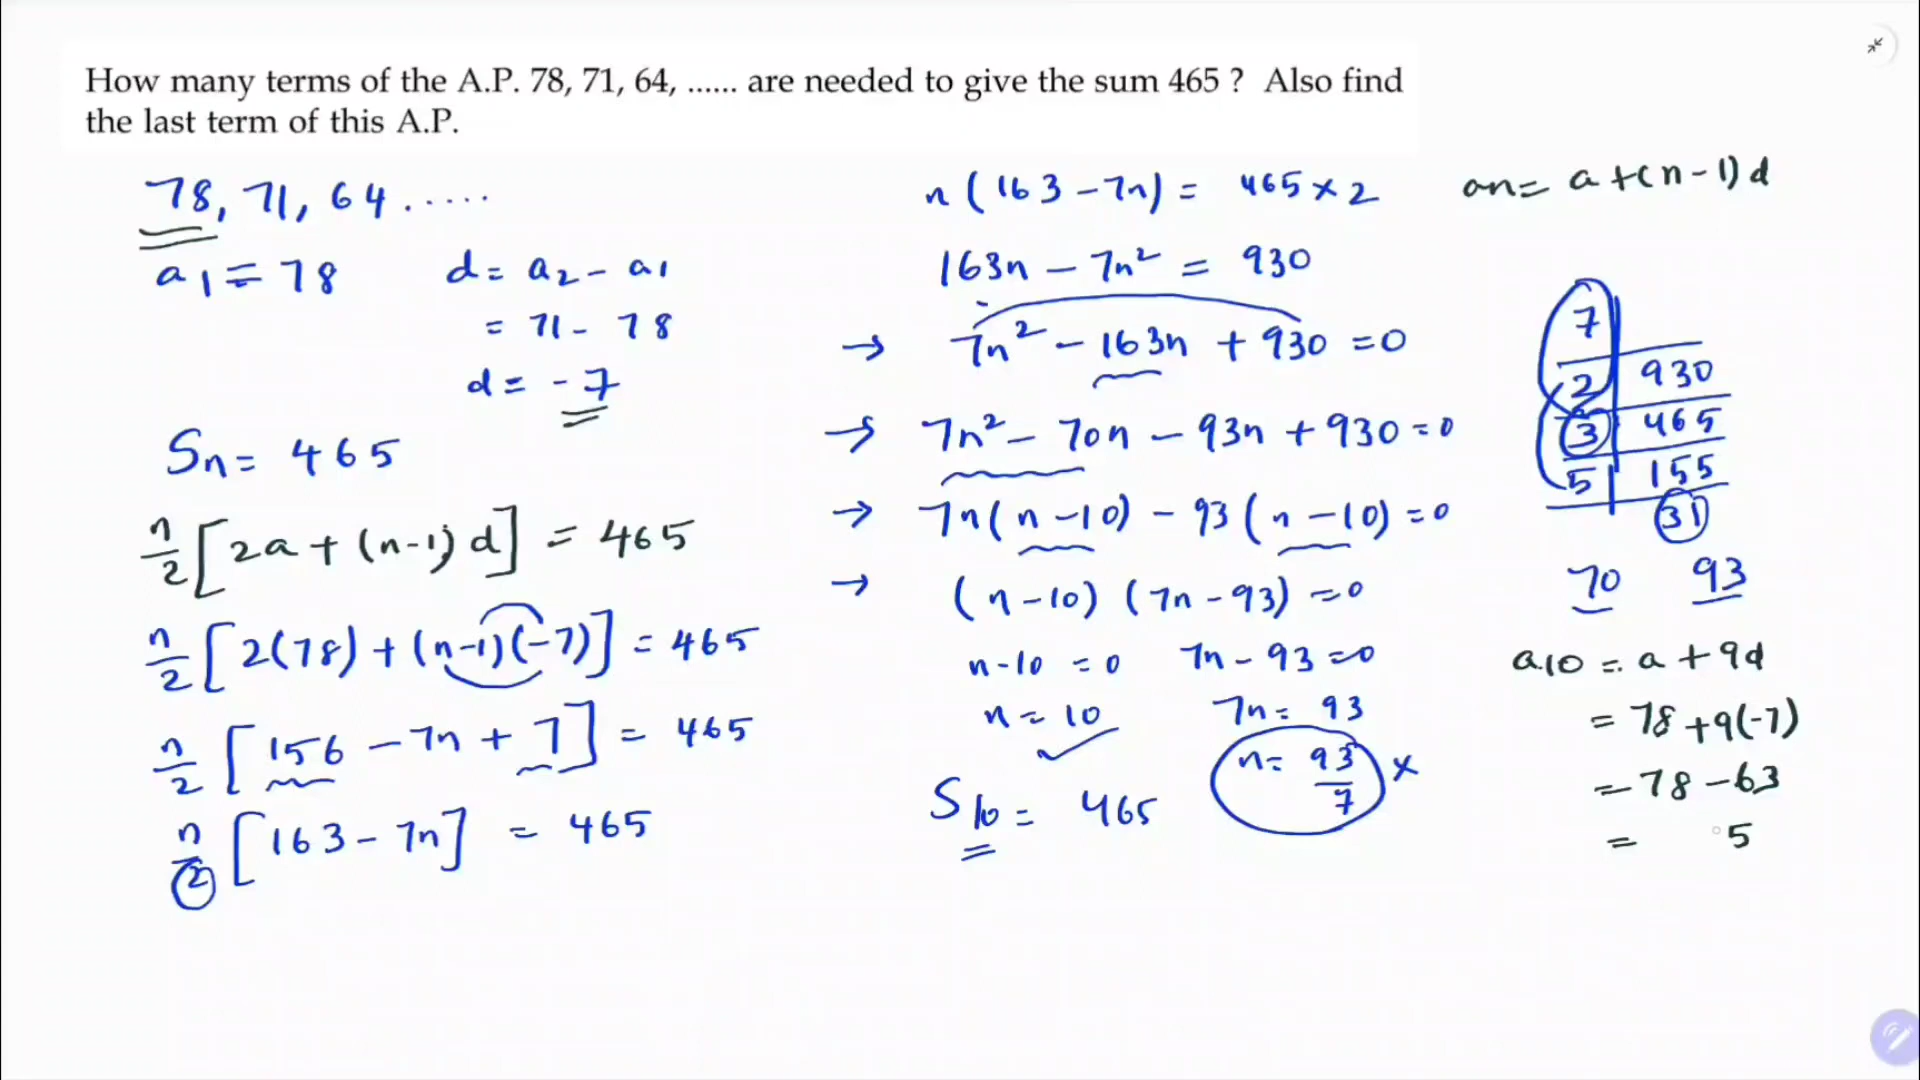 How many terms of the A.P. 78, 71, 64, ...... are needed to give the sum 465 ? Also find
the last term of this A.P.
78, 71, 64 .....
a1 = 78
d = a2 - a1
= 71 - 78
d = -7
Sn = 465
n/2 [2a + (n-1) d] = 465
n/2 [2(78) + (n-1)(-7)] = 465
n/2 [156 - 7n + 7] = 465
n/2 [163 - 7n] = 465
n(163 - 7n) = 465 x 2
163n - 7n² = 930
→ 7n² - 163n + 930 = 0
→ 7n² - 70n - 93n + 930 = 0
→ 7n(n-10) - 93(n-10) = 0
→ (n-10) (7n-93) = 0
n-10 = 0 7n-93 = 0
n = 10 7n = 93
n = 93/7 x
S10 = 465
an = a + (n-1)d
7
2 | 930
3 | 465
5 | 155
31
70 93
a10 = a + 9d
= 78 + 9(-7)
= 78 - 63
= 5